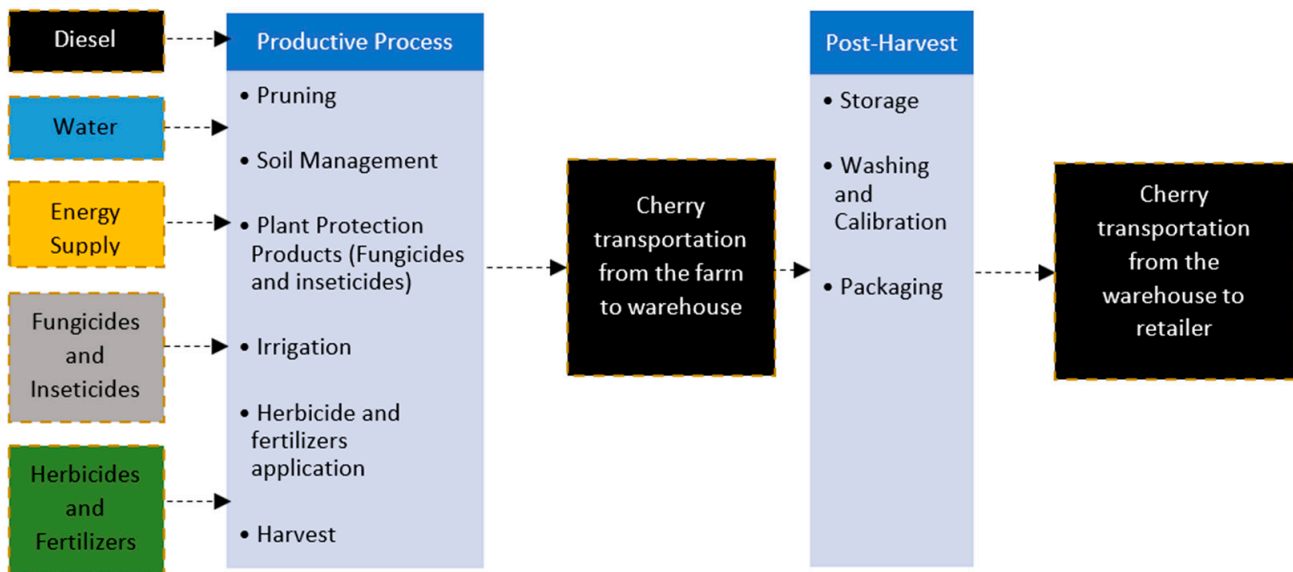 Diesel
Water
Energy
Supply
Fungicides
and
Inseticides
Herbicides
and
Fertilizers
Productive Process
• Pruning
• Soil Management
• Plant Protection
Products (Fungicides
and inseticides)
• Irrigation
• Herbicide and
fertilizers
application
• Harvest
Cherry
transportation
from the farm
to warehouse
Post-Harvest
• Storage
• Washing
and
Calibration
• Packaging
Cherry
transportation
from the
warehouse to
retailer